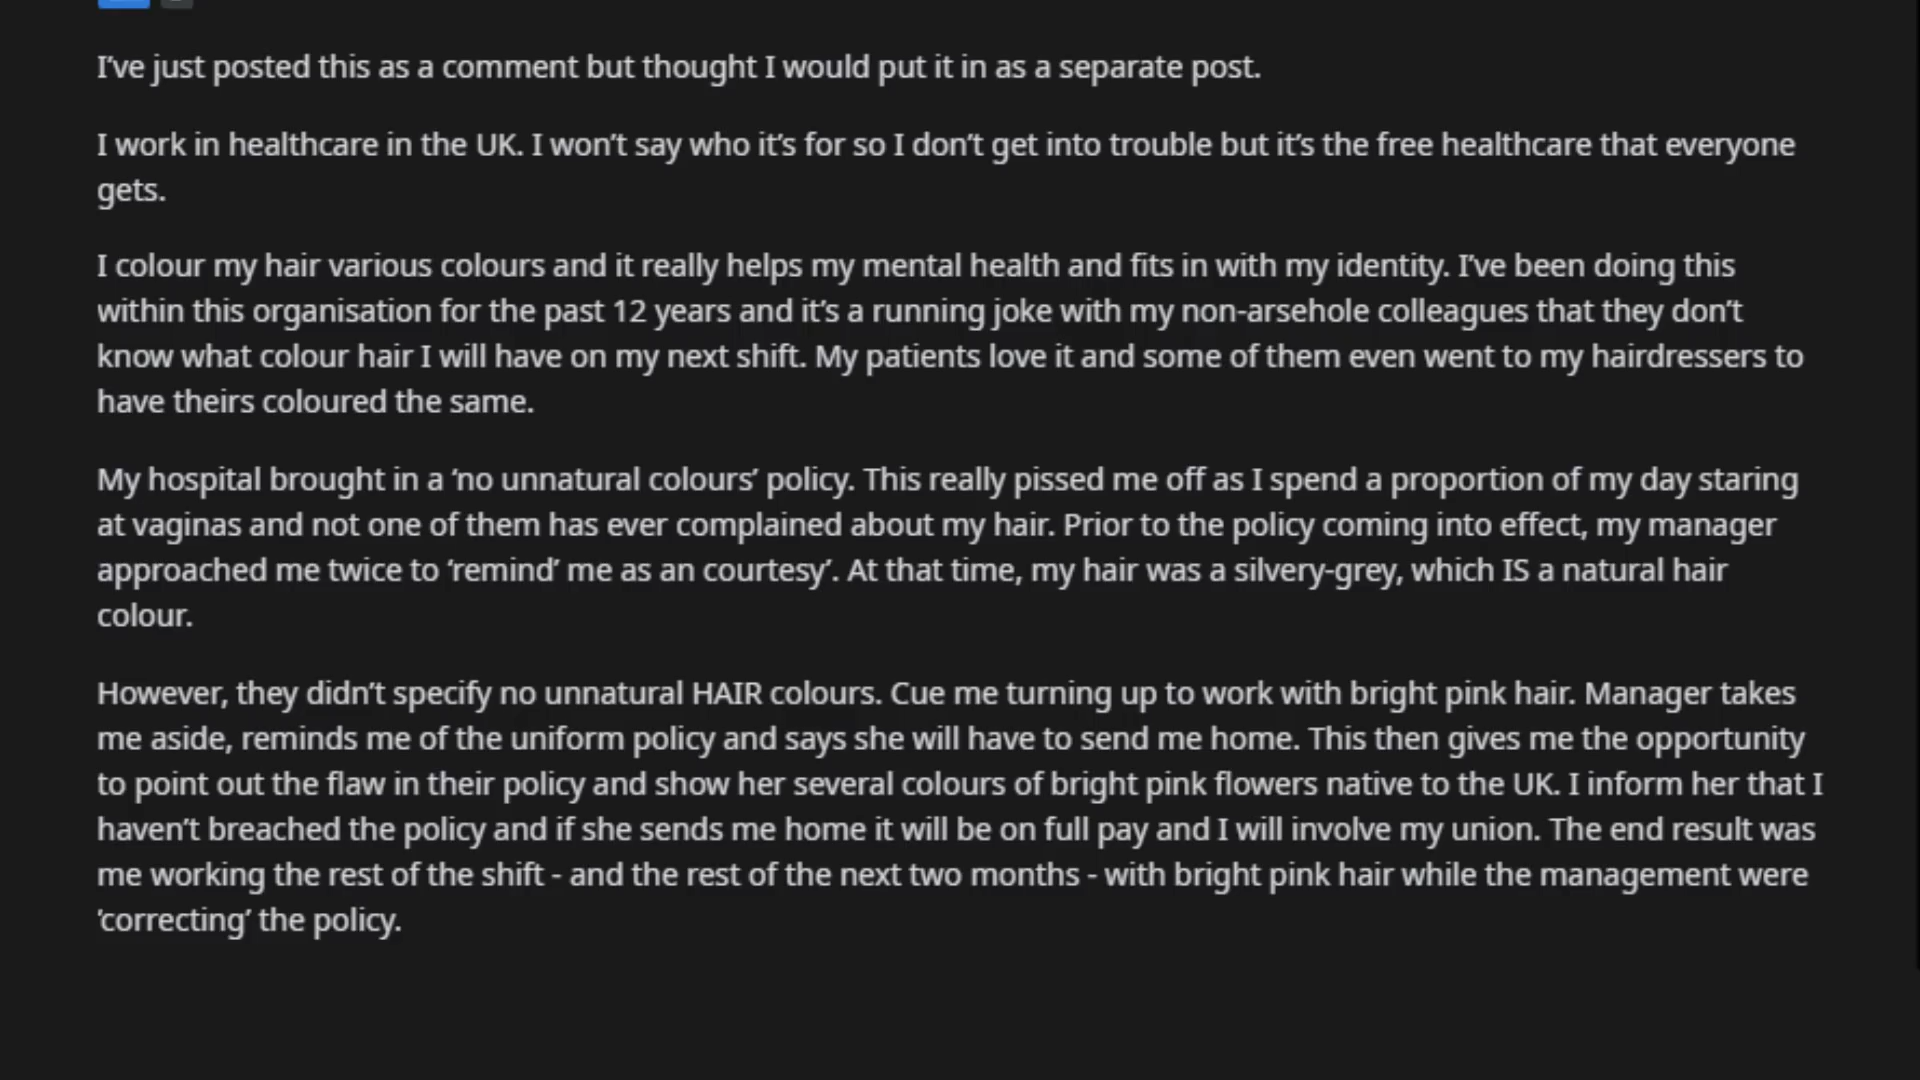 I’ve just posted this as a comment but thought I would put it in as a separate post.
I work in healthcare in the UK. I won’t say who it’s for so I don’t get into trouble but it’s the free healthcare that everyone
gets.
I colour my hair various colours and it really helps my mental health and fits in with my identity. I’ve been doing this
within this organisation for the past 12 years and it’s a running joke with my non-arsehole colleagues that they don’t
know what colour hair I will have on my next shift. My patients love it and some of them even went to my hairdressers to
have theirs coloured the same.
My hospital brought in a ‘no unnatural colours’ policy. This really pissed me off as I spend a proportion of my day staring
at vaginas and not one of them has ever complained about my hair. Prior to the policy coming into effect, my manager
approached me twice to ‘remind’ me as an courtesy’. At that time, my hair was a silvery-grey, which IS a natural hair
colour.
However, they didn’t specify no unnatural HAIR colours. Cue me turning up to work with bright pink hair. Manager takes
me aside, reminds me of the uniform policy and says she will have to send me home. This then gives me the opportunity
to point out the flaw in their policy and show her several colours of bright pink flowers native to the UK. I inform her that I
haven’t breached the policy and if she sends me home it will be on full pay and I will involve my union. The end result was
me working the rest of the shift - and the rest of the next two months - with bright pink hair while the management were
‘correcting’ the policy.